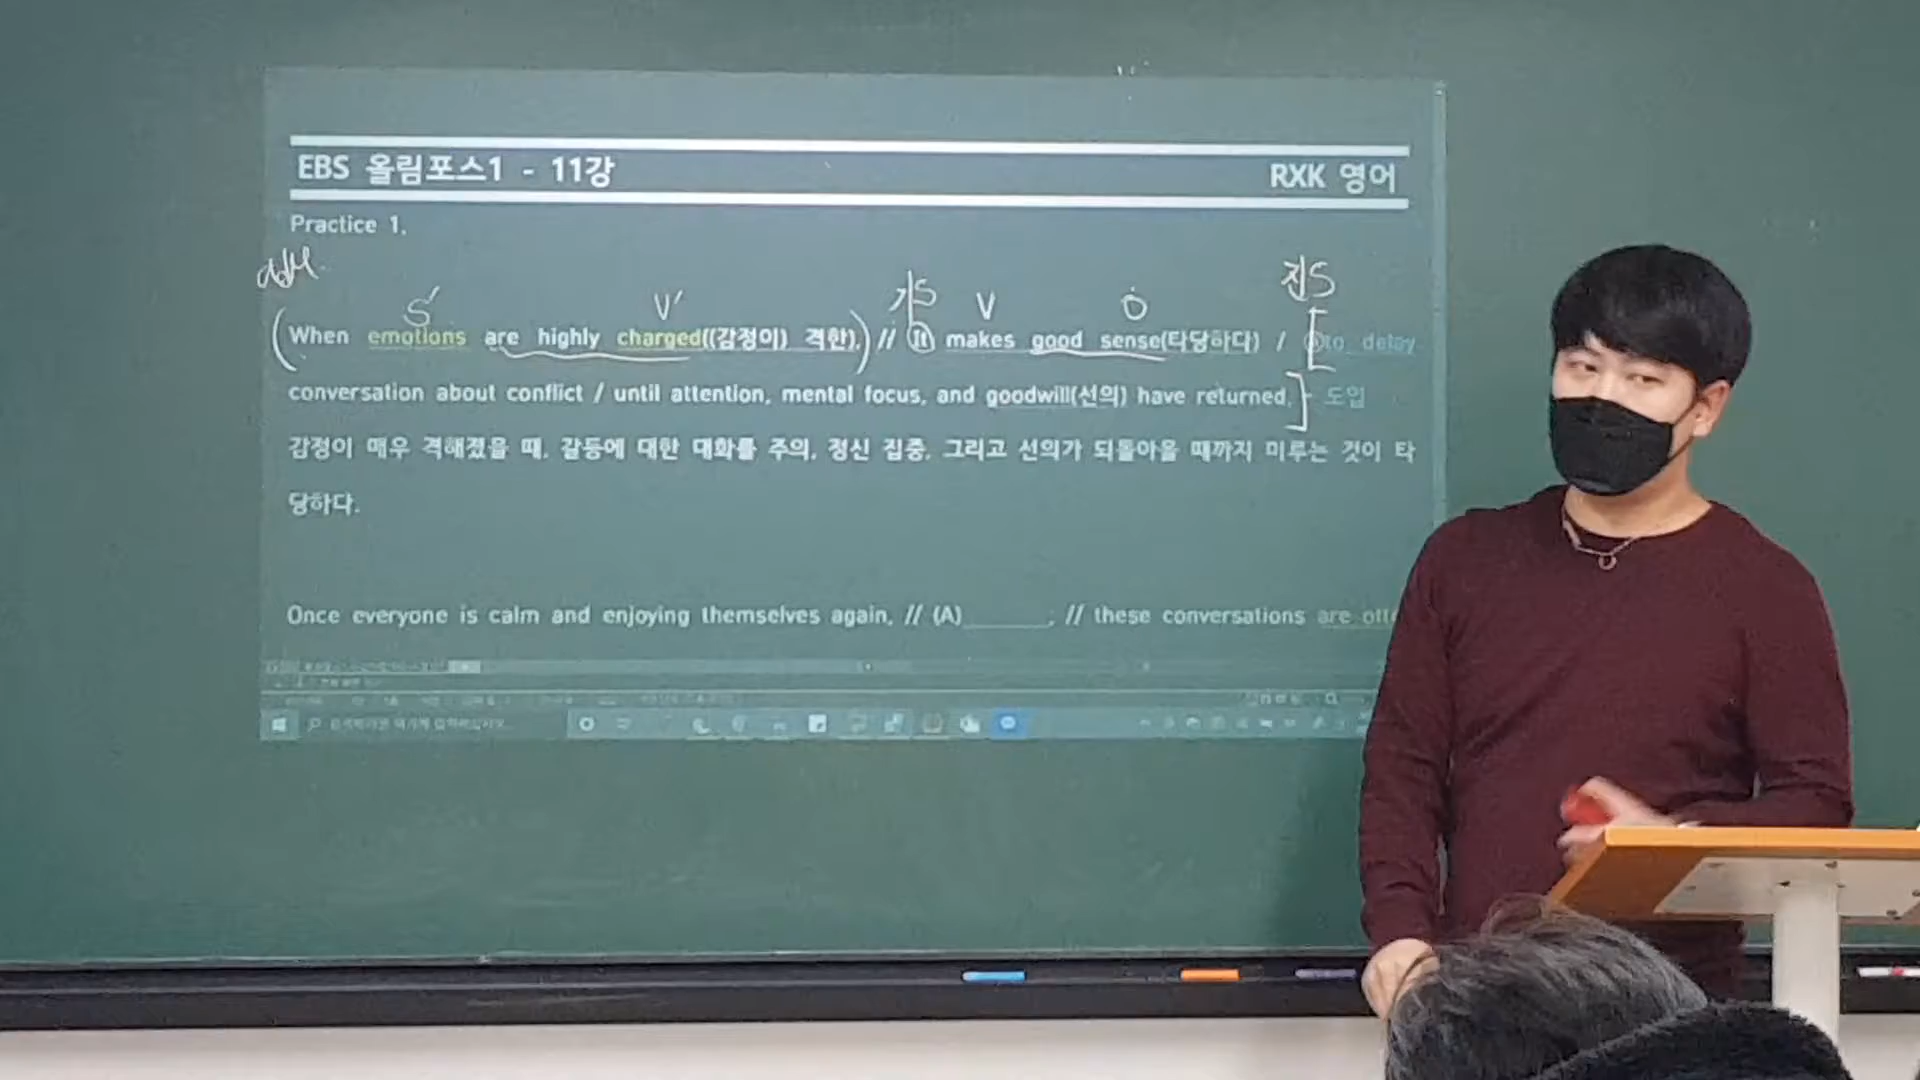 EBS 올림포스1 - 11강
RXK 영어
Practice 1.
S' V' 가S V O 진S
(When emotions are highly charged((감정이) 격한),) // It makes good sense(타당하다) / [to delay
conversation about conflict / until attention, mental focus, and goodwill(선의) have returned.] - 도입
감정이 매우 격해졌을 때, 갈등에 대한 대화를 주의, 정신 집중, 그리고 선의가 되돌아올 때까지 미루는 것이 타
당하다.
Once everyone is calm and enjoying themselves again, // (A)_______, // these conversations are